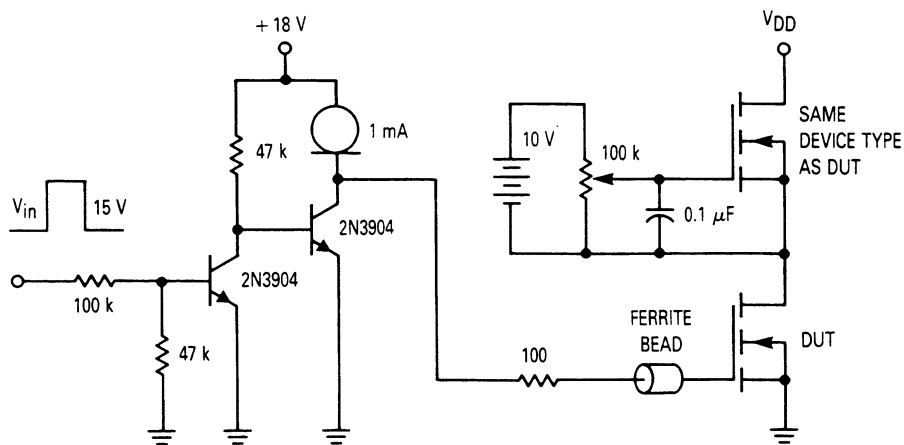 + 18 V
V_DD
47 k
1 mA
10 V
100 k
SAME
DEVICE TYPE
AS DUT
0.1 μF
V_in
15 V
2N3904
2N3904
100 k
47 k
100
FERRITE
BEAD
DUT